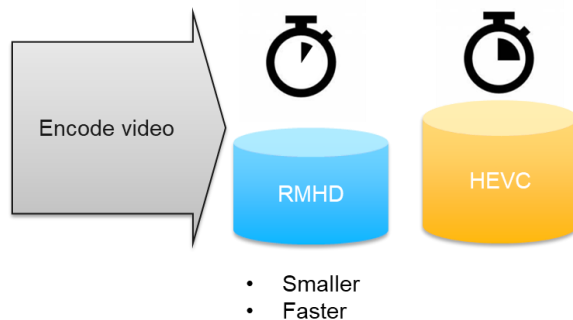 Encode video
RMHD
HEVC
• Smaller
• Faster